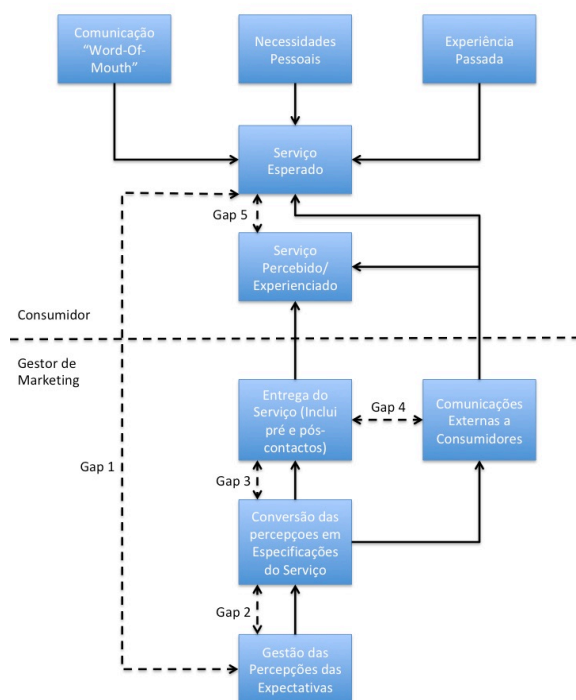 Comunicação
“Word-Of-
Mouth”
Necessidades
Pessoais
Experiência
Passada
Serviço
Esperado
Gap 5
Serviço
Percebido/
Experienciado
Consumidor
Gestor de
Marketing
Entrega do
Serviço (Inclui
pré e pós-
contactos)
Gap 4
Comunicações
Externas a
Consumidores
Gap 1
Gap 3
Conversão das
percepçoes em
Especificações
do Serviço
Gap 2
Gestão das
Percepções das
Expectativas